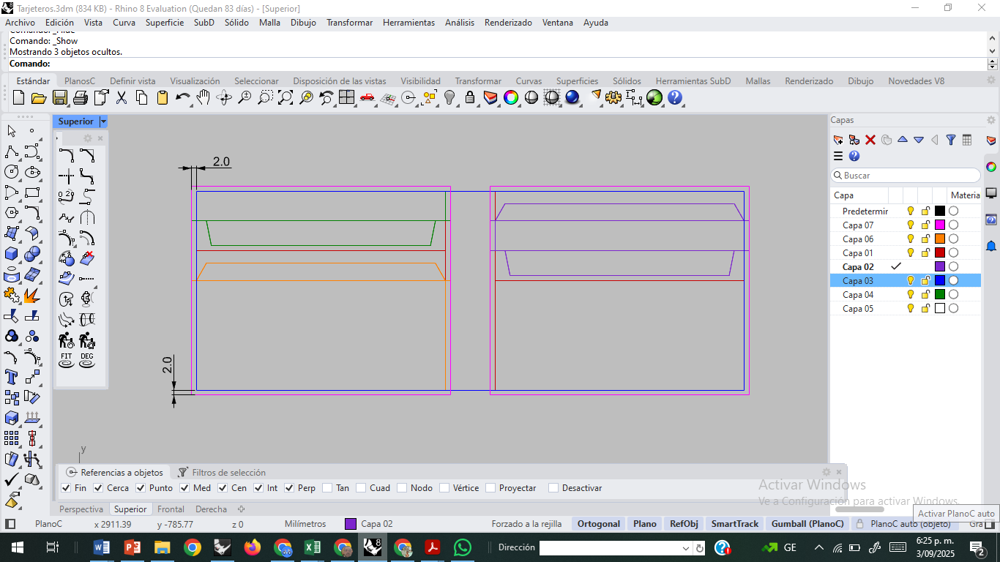 Tarjeteros.3dm (834 KB) - Rhino 8 Evaluation (Quedan 83 días) - [Superior]
Archivo Edición Vista Curva Superficie SubD Sólido Malla Dibujo Transformar Herramientas Análisis Renderizado Ventana Ayuda
Comando: _Hide
Comando: _Show
Mostrando 3 objetos ocultos.
Comando:
Estándar PlanosC Definir vista Visualización Seleccionar Disposición de las vistas Visibilidad Transformar Curvas Superficies Sólidos Herramientas SubD Mallas Renderizado Dibujo Novedades V8
Superior
Capas
Buscar
Capa Materia
Predetermir
Capa 07
Capa 06
Capa 01
Capa 02
Capa 03
Capa 04
Capa 05
FIT DEG
2.0
2.0
y
Referencias a objetos Filtros de selección
Fin Cerca Punto Med Cen Int Perp Tan Cuad Nodo Vértice Proyectar Desactivar
Activar Windows
Ve a Configuración para activar Windows.
Perspectiva Superior Frontal Derecha
Activar PlanoC auto
PlanoC x 2911.39 y -785.77 z 0 Milímetros Capa 02 Forzado a la rejilla Ortogonal Plano RefObj SmartTrack Gumball (PlanoC) PlanoC auto (objeto) Gra
Dirección
GE
6:25 p. m.
3/09/2025
2